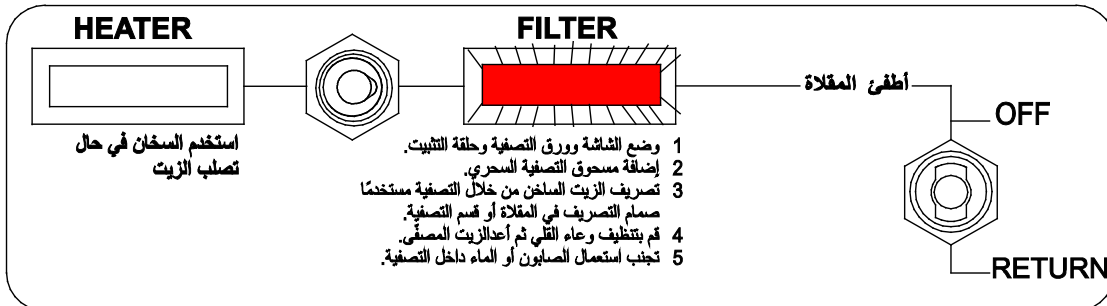 HEATER
FILTER
أطفئ المقلاة
OFF
استخدم السخان في حال
تصلب الزيت
1 وضع الشاشة وورق التصفية وحلقة التثبيت.
2 إضافة مسحوق التصفية السحري.
3 تصريف الزيت الساخن من خلال التصفية مستخدمًا
صمام التصريف في المقلاة أو قسم التصفية.
4 قم بتنظيف وعاء القلي ثم أعدالزيت المصفّى.
5 تجنب استعمال الصابون أو الماء داخل التصفية.
RETURN